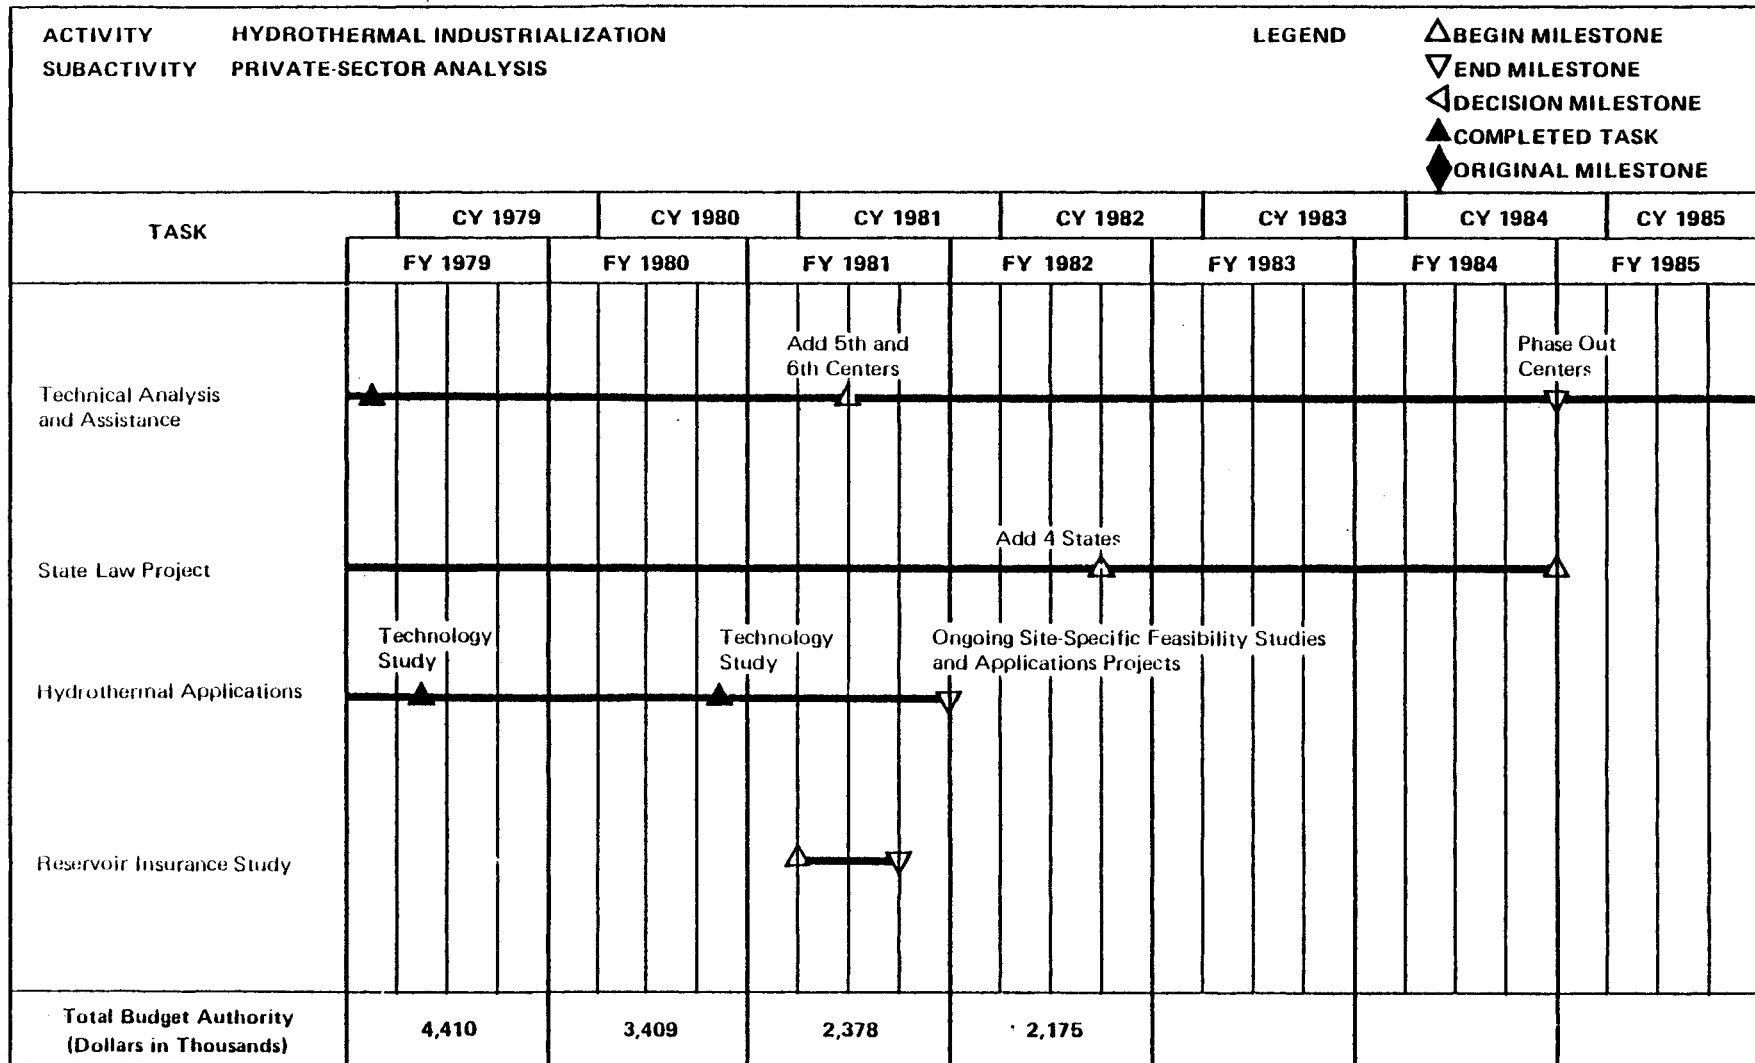 ACTIVITY HYDROTHERMAL INDUSTRIALIZATION
SUBACTIVITY PRIVATE-SECTOR ANALYSIS
LEGEND
BEGIN MILESTONE
END MILESTONE
DECISION MILESTONE
COMPLETED TASK
ORIGINAL MILESTONE
TASK
CY 1979 CY 1980 CY 1981 CY 1982 CY 1983 CY 1984 CY 1985
FY 1979 FY 1980 FY 1981 FY 1982 FY 1983 FY 1984 FY 1985
Technical Analysis
and Assistance
Add 5th and
6th Centers
Phase Out
Centers
State Law Project
Add 4 States
Hydrothermal Applications
Technology
Study
Technology
Study
Ongoing Site-Specific Feasibility Studies
and Applications Projects
Reservoir Insurance Study
Total Budget Authority
(Dollars in Thousands)
4,410 3,409 2,378 2,175